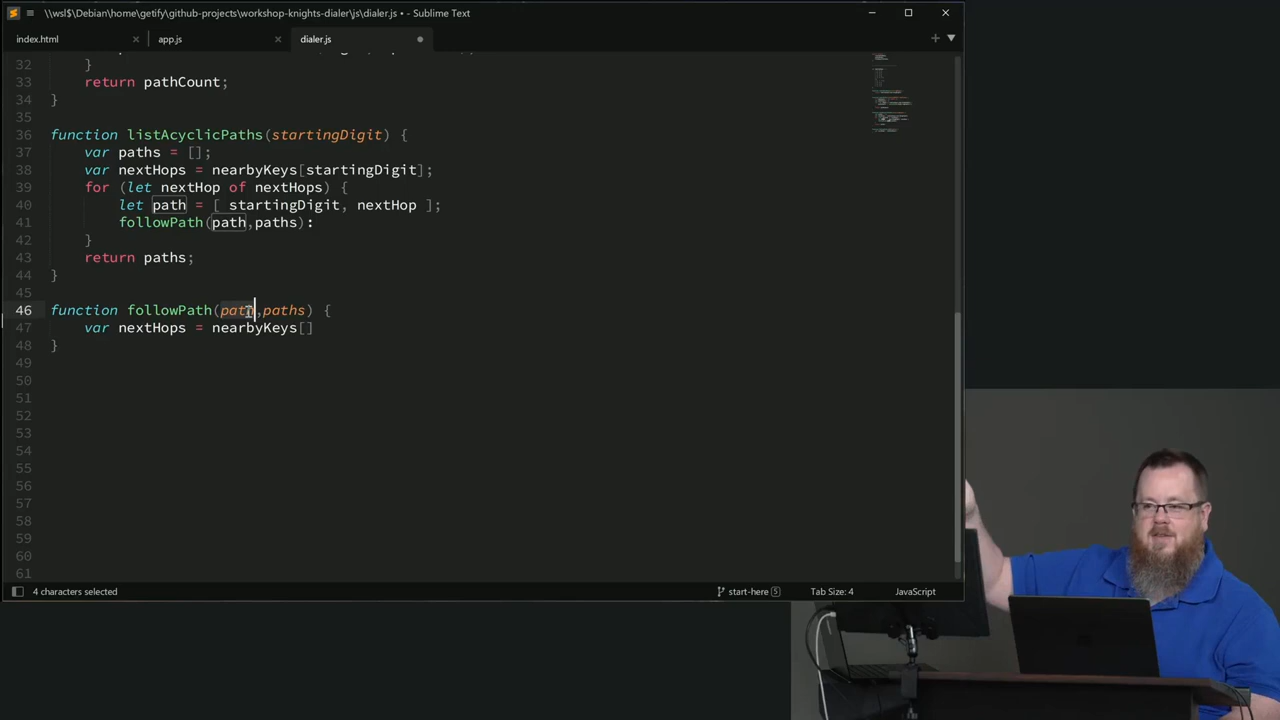 \\wsl$\Debian\home\getify\github-projects\workshop-knights-dialer\js\dialer.js • - Sublime Text
index.html
app.js
dialer.js
32 }
33 return pathCount;
34 }
35
36 function listAcyclicPaths(startingDigit) {
37 var paths = [];
38 var nextHops = nearbyKeys[startingDigit];
39 for (let nextHop of nextHops) {
40 let path = [ startingDigit, nextHop ];
41 followPath(path,paths):
42 }
43 return paths;
44 }
45
46 function followPath(path,paths) {
47 var nextHops = nearbyKeys[]
48 }
49
50
51
52
53
54
55
56
57
58
59
60
61
4 characters selected
start-here 5
Tab Size: 4
JavaScript